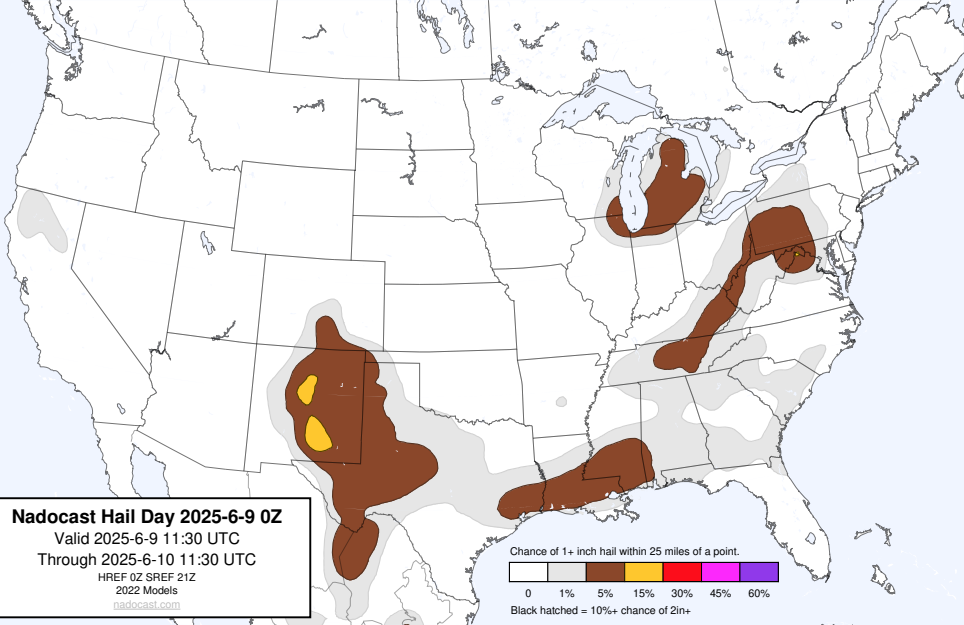 Nadocast Hail Day 2025-6-9 0Z
Valid 2025-6-9 11:30 UTC
Through 2025-6-10 11:30 UTC
HREF 0Z SREF 21Z
2022 Models
nadocast.com
Chance of 1+ inch hail within 25 miles of a point.
0 1% 5% 15% 30% 45% 60%
Black hatched = 10%+ chance of 2in+